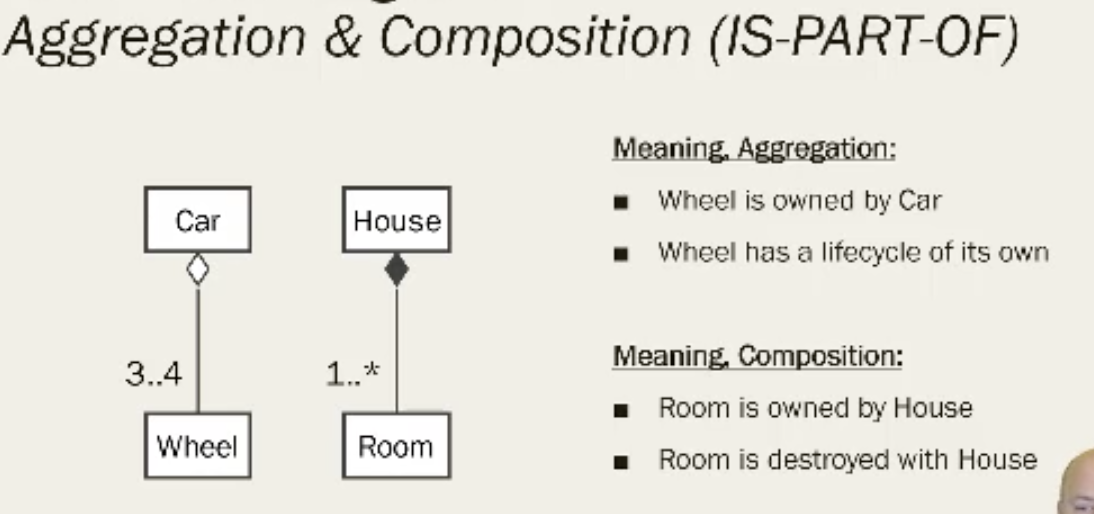 Aggregation & Composition (IS-PART-OF)
Car
House
3..4
1..*
Wheel
Room
Meaning, Aggregation:
■ Wheel is owned by Car
■ Wheel has a lifecycle of its own
Meaning, Composition:
■ Room is owned by House
■ Room is destroyed with House